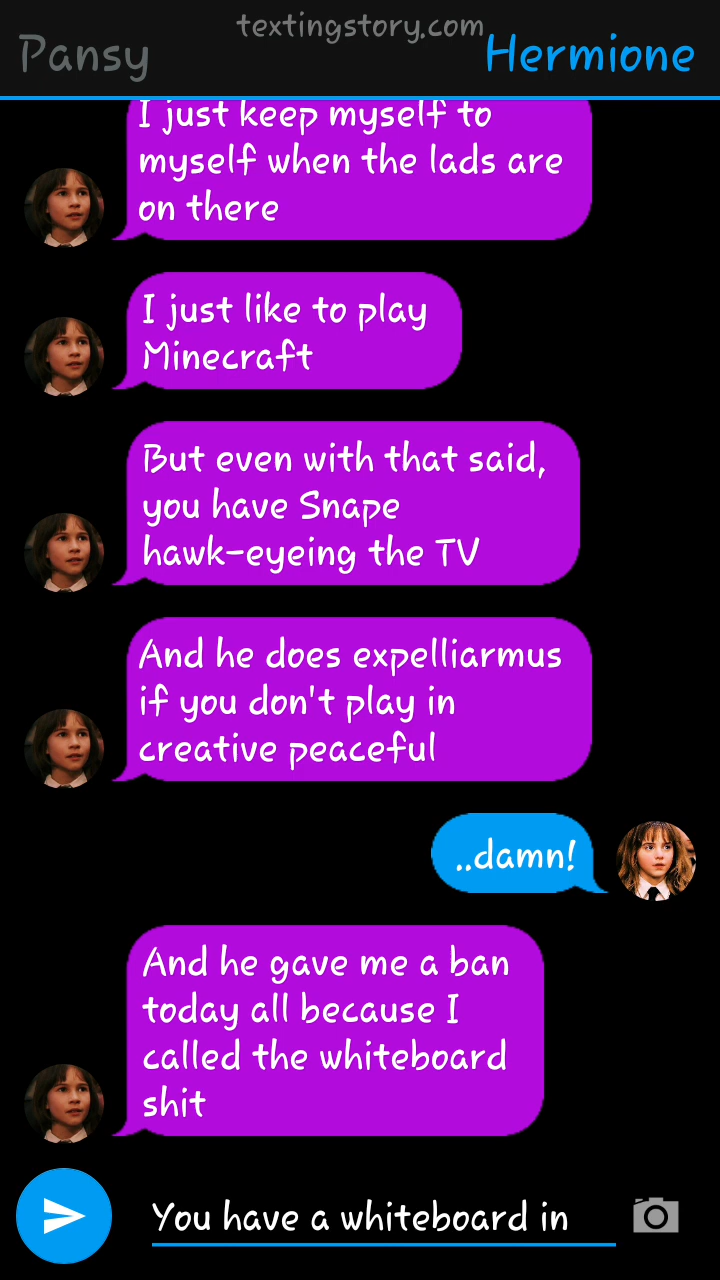 textingstory.com
Pansy
Hermione
I just keep myself to
myself when the lads are
on there
I just like to play
Minecraft
But even with that said,
you have Snape
hawk-eyeing the TV
And he does expelliarmus
if you don't play in
creative peaceful
..damn!
And he gave me a ban
today all because I
called the whiteboard
shit
You have a whiteboard in